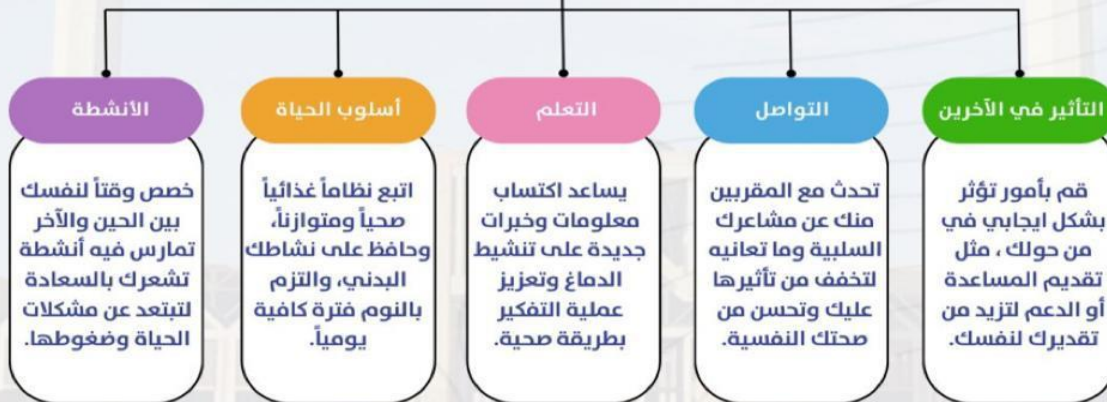 التأثير في الآخرين
قم بأمور تؤثر
بشكل ايجابي في
من حولك ، مثل
تقديم المساعدة
أو الدعم لتزيد من
تقديرك لنفسك.
التواصل
تحدث مع المقربين
منك عن مشاعرك
السلبية وما تعانيه
لتخفف من تأثيرها
عليك وتحسن من
صحتك النفسية.
التعلم
يساعد اكتساب
معلومات وخبرات
جديدة على تنشيط
الدماغ وتعزيز
عملية التفكير
بطريقة صحية.
أسلوب الحياة
اتبع نظاماً غذائياً
صحياً ومتوازناً،
وحافظ على نشاطك
البدني، والتزم
بالنوم فترة كافية
يومياً.
الأنشطة
خصص وقتاً لنفسك
بين الحين والآخر
تمارس فيه أنشطة
تشعرك بالسعادة
لتبتعد عن مشكلات
الحياة وضغوطها.